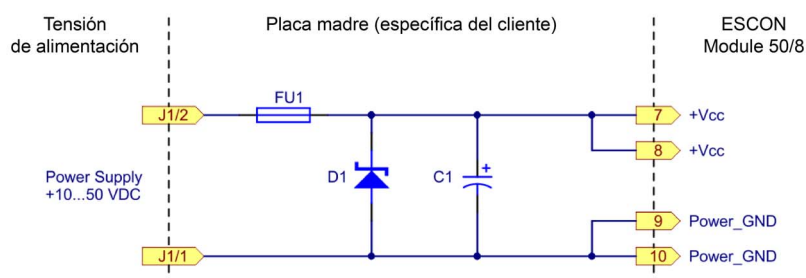 Tensión
de alimentación
Placa madre (específica del cliente)
ESCON
Module 50/8
FU1
J1/2
7 +Vcc
8 +Vcc
Power Supply
+10...50 VDC
D1
C1
+
9 Power_GND
J1/1
10 Power_GND